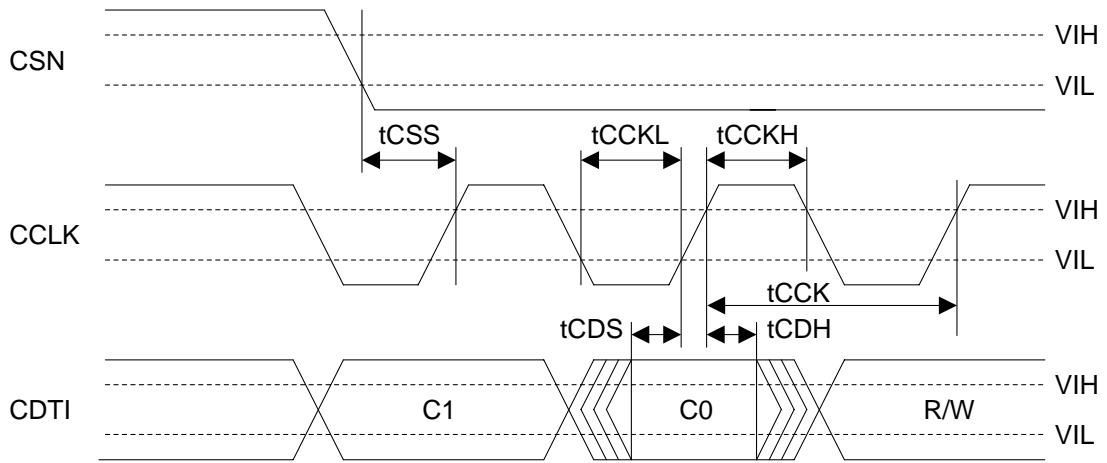 VIH
CSN
VIL
tCSS tCCKL tCCKH
VIH
CCLK
VIL
tCCK
tCDS tCDH
VIH
CDTI C1 C0 R/W
VIL